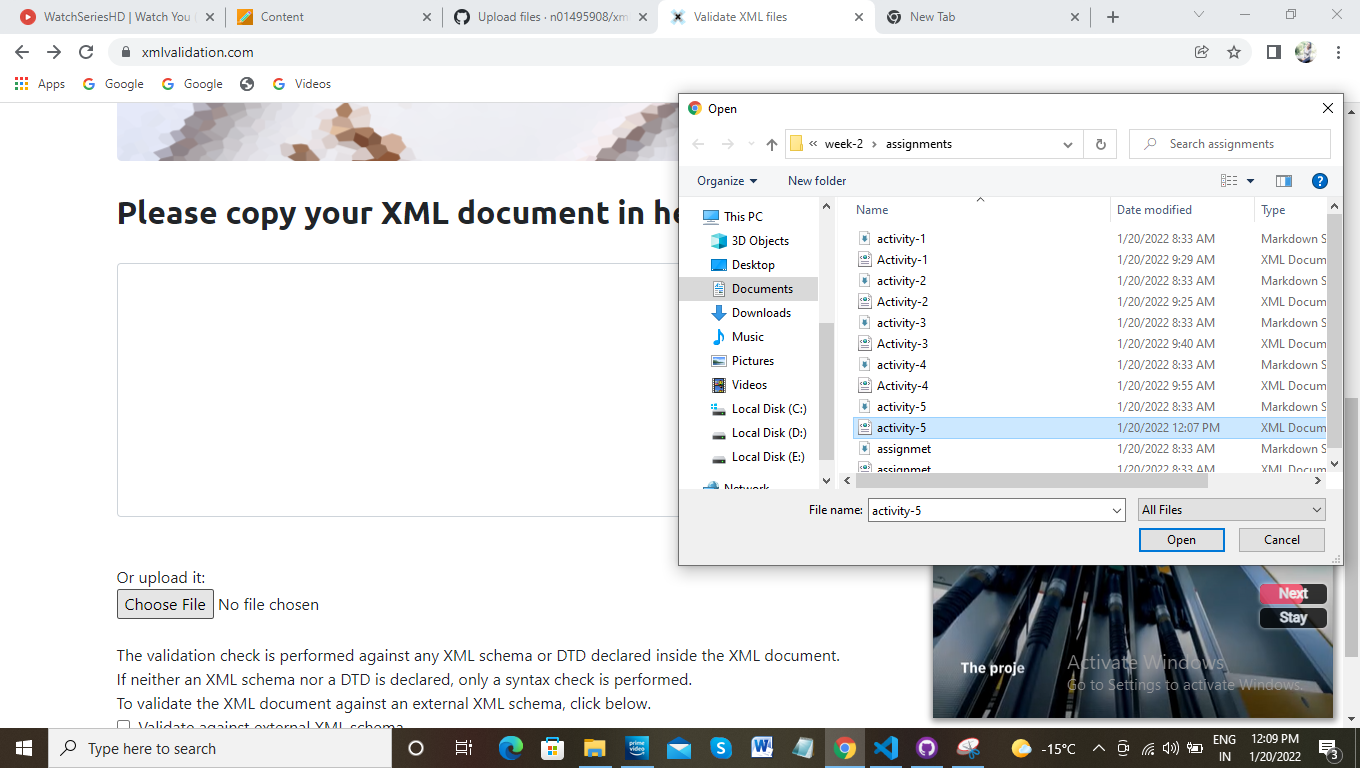 WatchSeriesHD | Watch You
Content
Upload files · n01495908/xm
Validate XML files
New Tab
xmlvalidation.com
Apps
Google
Google
Videos
Please copy your XML document in he
Or upload it:
Choose File No file chosen
The validation check is performed against any XML schema or DTD declared inside the XML document.
If neither an XML schema nor a DTD is declared, only a syntax check is performed.
To validate the XML document against an external XML schema, click below.
Validate against external XML schema
Open
« week-2 › assignments
Search assignments
Organize
New folder
This PC
3D Objects
Desktop
Documents
Downloads
Music
Pictures
Videos
Local Disk (C:)
Local Disk (D:)
Local Disk (E:)
Network
Name Date modified Type
activity-1 1/20/2022 8:33 AM Markdown S
Activity-1 1/20/2022 9:29 AM XML Docum
activity-2 1/20/2022 8:33 AM Markdown S
Activity-2 1/20/2022 9:25 AM XML Docum
activity-3 1/20/2022 8:33 AM Markdown S
Activity-3 1/20/2022 9:40 AM XML Docum
activity-4 1/20/2022 8:33 AM Markdown S
Activity-4 1/20/2022 9:55 AM XML Docum
activity-5 1/20/2022 8:33 AM Markdown S
activity-5 1/20/2022 12:07 PM XML Docum
assignmet 1/20/2022 8:33 AM Markdown S
assignmet 1/20/2022 8:33 AM XML Docum
File name: activity-5
All Files
Open
Cancel
Next
Stay
The proje
Activate Windows
Go to Settings to activate Windows.
Type here to search
prime video
-15°C
ENG
IN
12:09 PM
1/20/2022
3